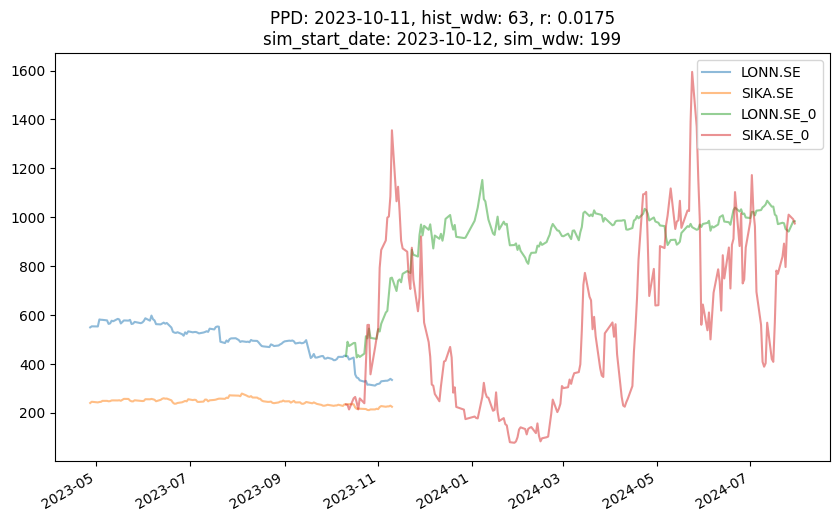 PPD: 2023-10-11, hist_wdw: 63, r: 0.0175
sim_start_date: 2023-10-12, sim_wdw: 199
1600
1400
1200
1000
800
600
400
200
LONN.SE
SIKA.SE
LONN.SE_0
SIKA.SE_0
2023-05
2023-07
2023-09
2023-11
2024-01
2024-03
2024-05
2024-07